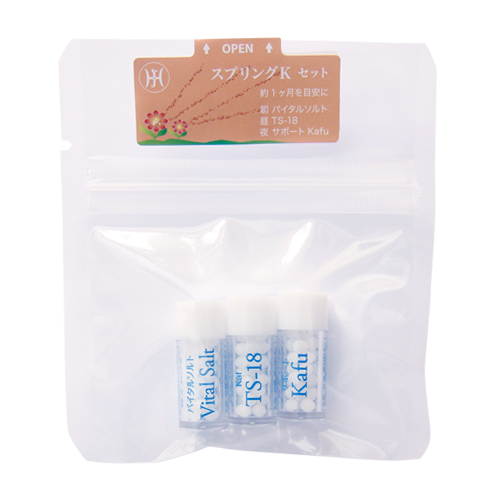 OPEN
スプリングK セット
約1ヶ月を目安に
朝 バイタルソルト
昼 TS-18
夜 サポート Kafu
バイタルソルト
Vital Salt
TS-18
Kafu